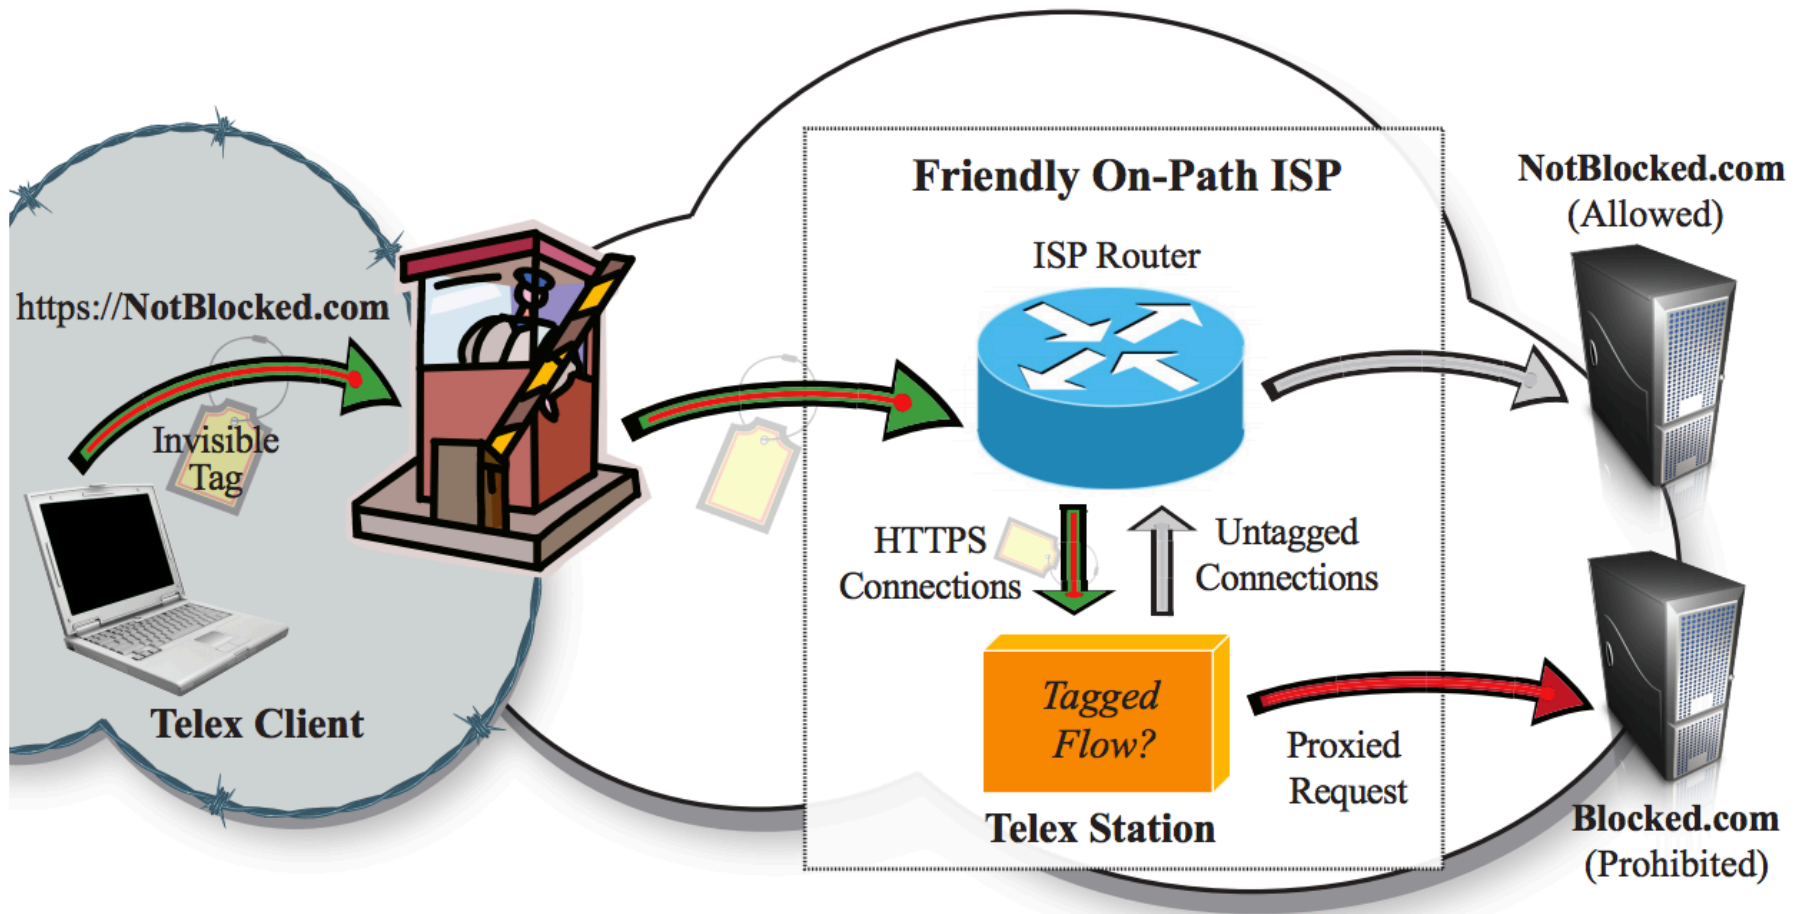 Friendly On-Path ISP
NotBlocked.com
(Allowed)
ISP Router
https://NotBlocked.com
Invisible
Tag
HTTPS
Connections
Untagged
Connections
Tagged
Flow?
Telex Client
Proxied
Request
Telex Station
Blocked.com
(Prohibited)